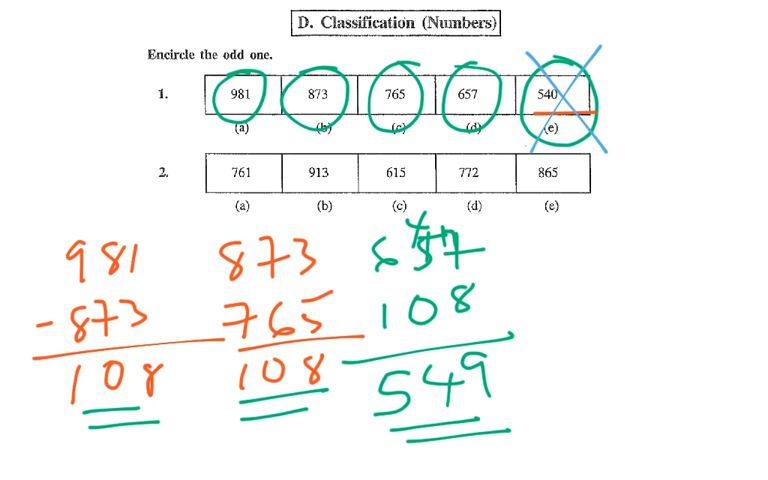 D. Classification (Numbers)
Encircle the odd one.
1. 981 873 765 657 540
(a) (b) (c) (d) (e)
2. 761 913 615 772 865
(a) (b) (c) (d) (e)
981 873 657
- 873 765 108
108 108 549